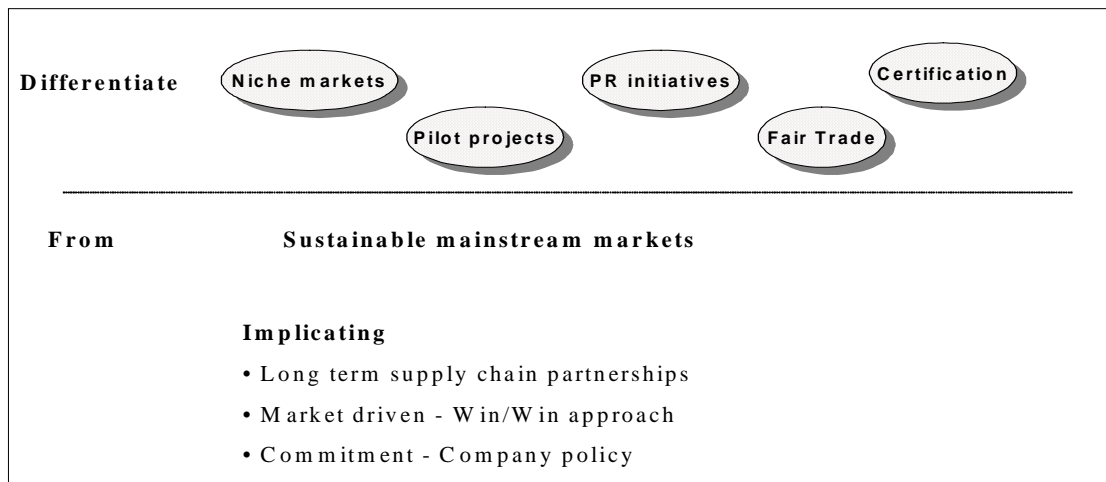 Differentiate
Niche markets
PR initiatives
Certification
Pilot projects
Fair Trade
From
Sustainable mainstream markets
Implicating
• Long term supply chain partnerships
• Market driven - Win/Win approach
• Commitment - Company policy